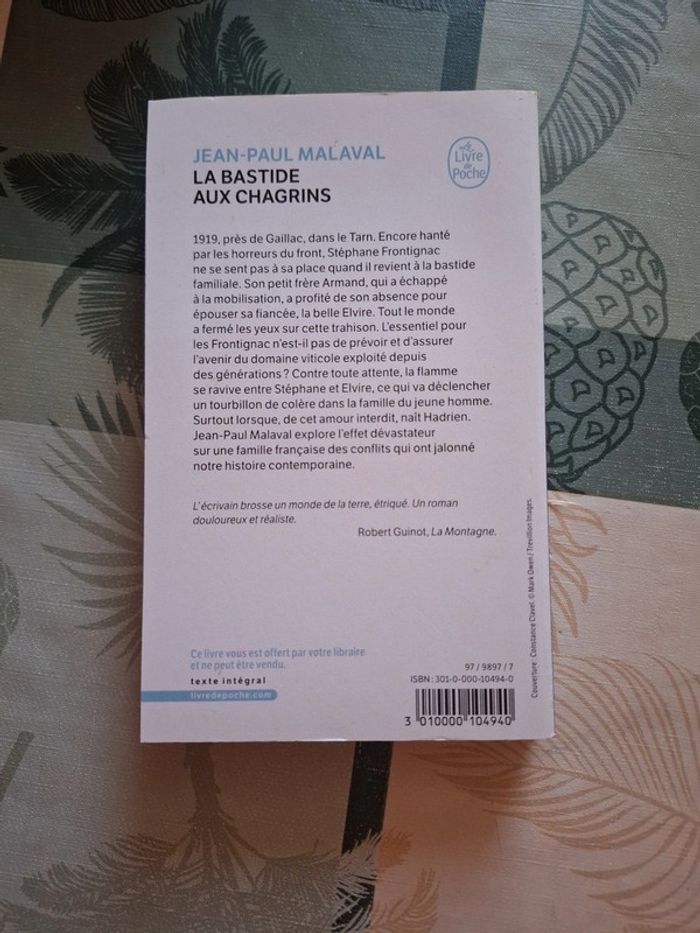 JEAN-PAUL MALAVAL
LA BASTIDE
AUX CHAGRINS
Le
Livre
de
Poche
1919, près de Gaillac, dans le Tarn. Encore hanté
par les horreurs du front, Stéphane Frontignac
ne se sent pas à sa place quand il revient à la bastide
familiale. Son petit frère Armand, qui a échappé
à la mobilisation, a profité de son absence pour
épouser sa fiancée, la belle Elvire. Tout le monde
a fermé les yeux sur cette trahison. L'essentiel pour
les Frontignac n'est-il pas de prévoir et d'assurer
l'avenir du domaine viticole exploité depuis
des générations ? Contre toute attente, la flamme
se ravive entre Stéphane et Elvire, ce qui va déclencher
un tourbillon de colère dans la famille du jeune homme.
Surtout lorsque, de cet amour interdit, naît Hadrien.
Jean-Paul Malaval explore l'effet dévastateur
sur une famille française des conflits qui ont jalonné
notre histoire contemporaine.
L'écrivain brosse un monde de la terre, étriqué. Un roman
douloureux et réaliste.
Robert Guinot, La Montagne.
Couverture : Constance Clavel. © Mark Owen / Trevillion Images.
Ce livre vous est offert par votre libraire
et ne peut être vendu.
texte intégral
livredepoche.com
97 / 9897 / 7
ISBN : 301-0-000-10494-0
3 010000 104940